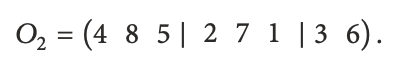 O₂ = (4 8 5 | 2 7 1 | 3 6).